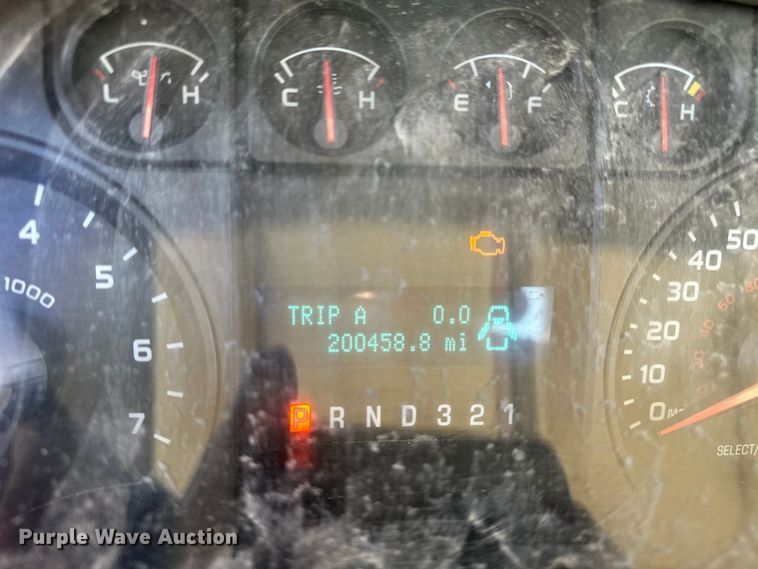 L H C H E F C H
4
5
6
7
1000
50
40
30
20
10
0
TRIP A 0.0
200458.8 mi
P R N D 3 2 1
SELECT/
Purple Wave Auction